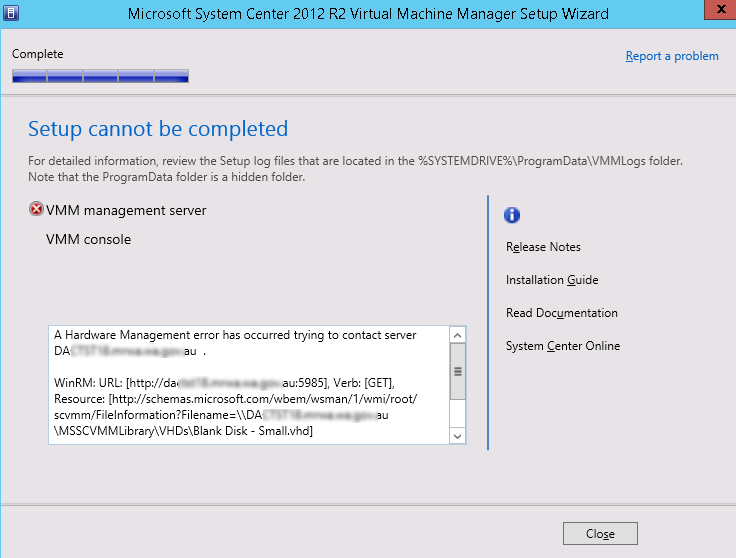 Microsoft System Center 2012 R2 Virtual Machine Manager Setup Wizard
Complete
Report a problem
Setup cannot be completed
For detailed information, review the Setup log files that are located in the %SYSTEMDRIVE%\ProgramData\VMMLogs folder.
Note that the ProgramData folder is a hidden folder.
VMM management server
VMM console
Release Notes
Installation Guide
Read Documentation
System Center Online
A Hardware Management error has occurred trying to contact server
DA au .
WinRM: URL: [http://da au:5985], Verb: [GET],
Resource: [http://schemas.microsoft.com/wbem/wsman/1/wmi/root/
scvmm/FileInformation?Filename=\\DA au
\MSSCVMMLibrary\VHDs\Blank Disk - Small.vhd]
Close